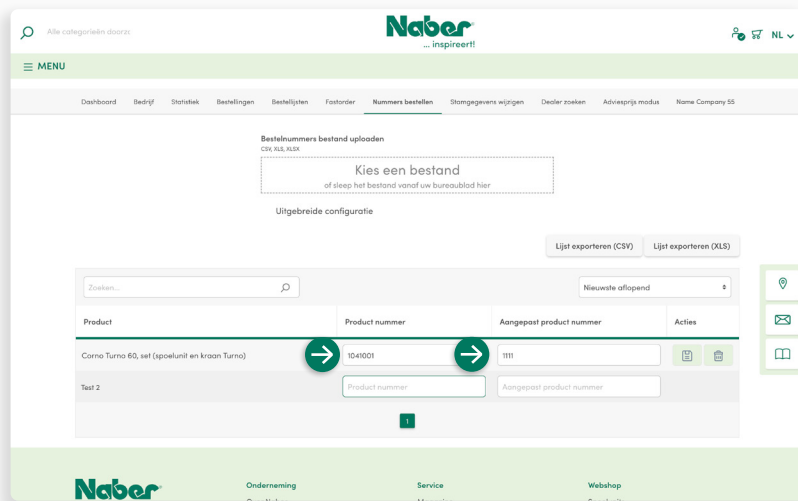 Alle categorieën doorzs
Naber®
... inspireert!
NL
MENU
Dashboard Bedrijf Statistiek Bestellingen Bestellijsten Fastorder Nummers bestellen Stamgegevens wijzigen Dealer zoeken Adviesprijs modus Name Company 55
Bestelnummers bestand uploaden
CSV, XLS, XLSX
Kies een bestand
of sleep het bestand vanaf uw bureaublad hier
Uitgebreide configuratie
Lijst exporteren (CSV) Lijst exporteren (XLS)
Zoeken... Nieuwste aflopend
Product Product nummer Aangepast product nummer Acties
Corno Turno 60, set (spoelunit en kraan Turno) 1041001 1111
Test 2 Product nummer Aangepast product nummer
1
Naber® Onderneming Service Webshop